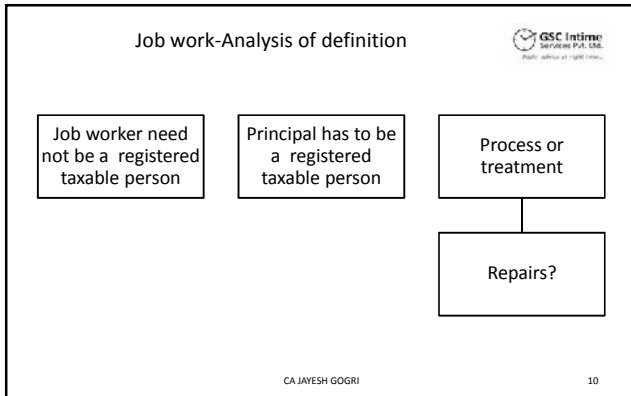 Job work-Analysis of definition
GSC Intime
Services Pvt. Ltd.
Job worker need
not be a registered
taxable person
Principal has to be
a registered
taxable person
Process or
treatment
Repairs?
CA JAYESH GOGRI
10